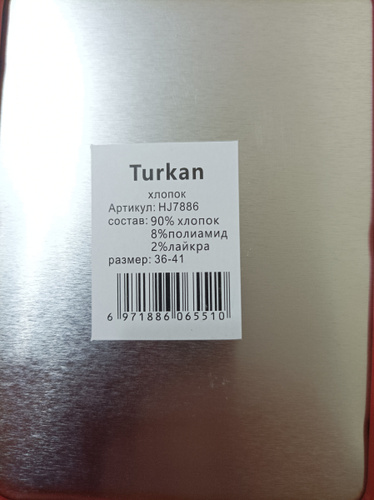 Turkan
хлопок
Артикул: HJ7886
состав: 90% хлопок
8%полиамид
2%лайкра
размер: 36-41
6 971886 065510